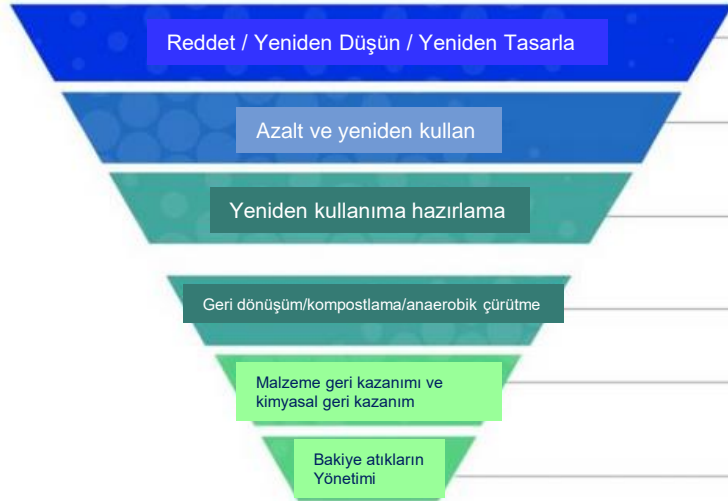 Reddet / Yeniden Düşün / Yeniden Tasarla
Azalt ve yeniden kullan
Yeniden kullanıma hazırlama
Geri dönüşüm/kompostlama/anaerobik çürütme
Malzeme geri kazanımı ve
kimyasal geri kazanım
Bakiye atıkların
Yönetimi